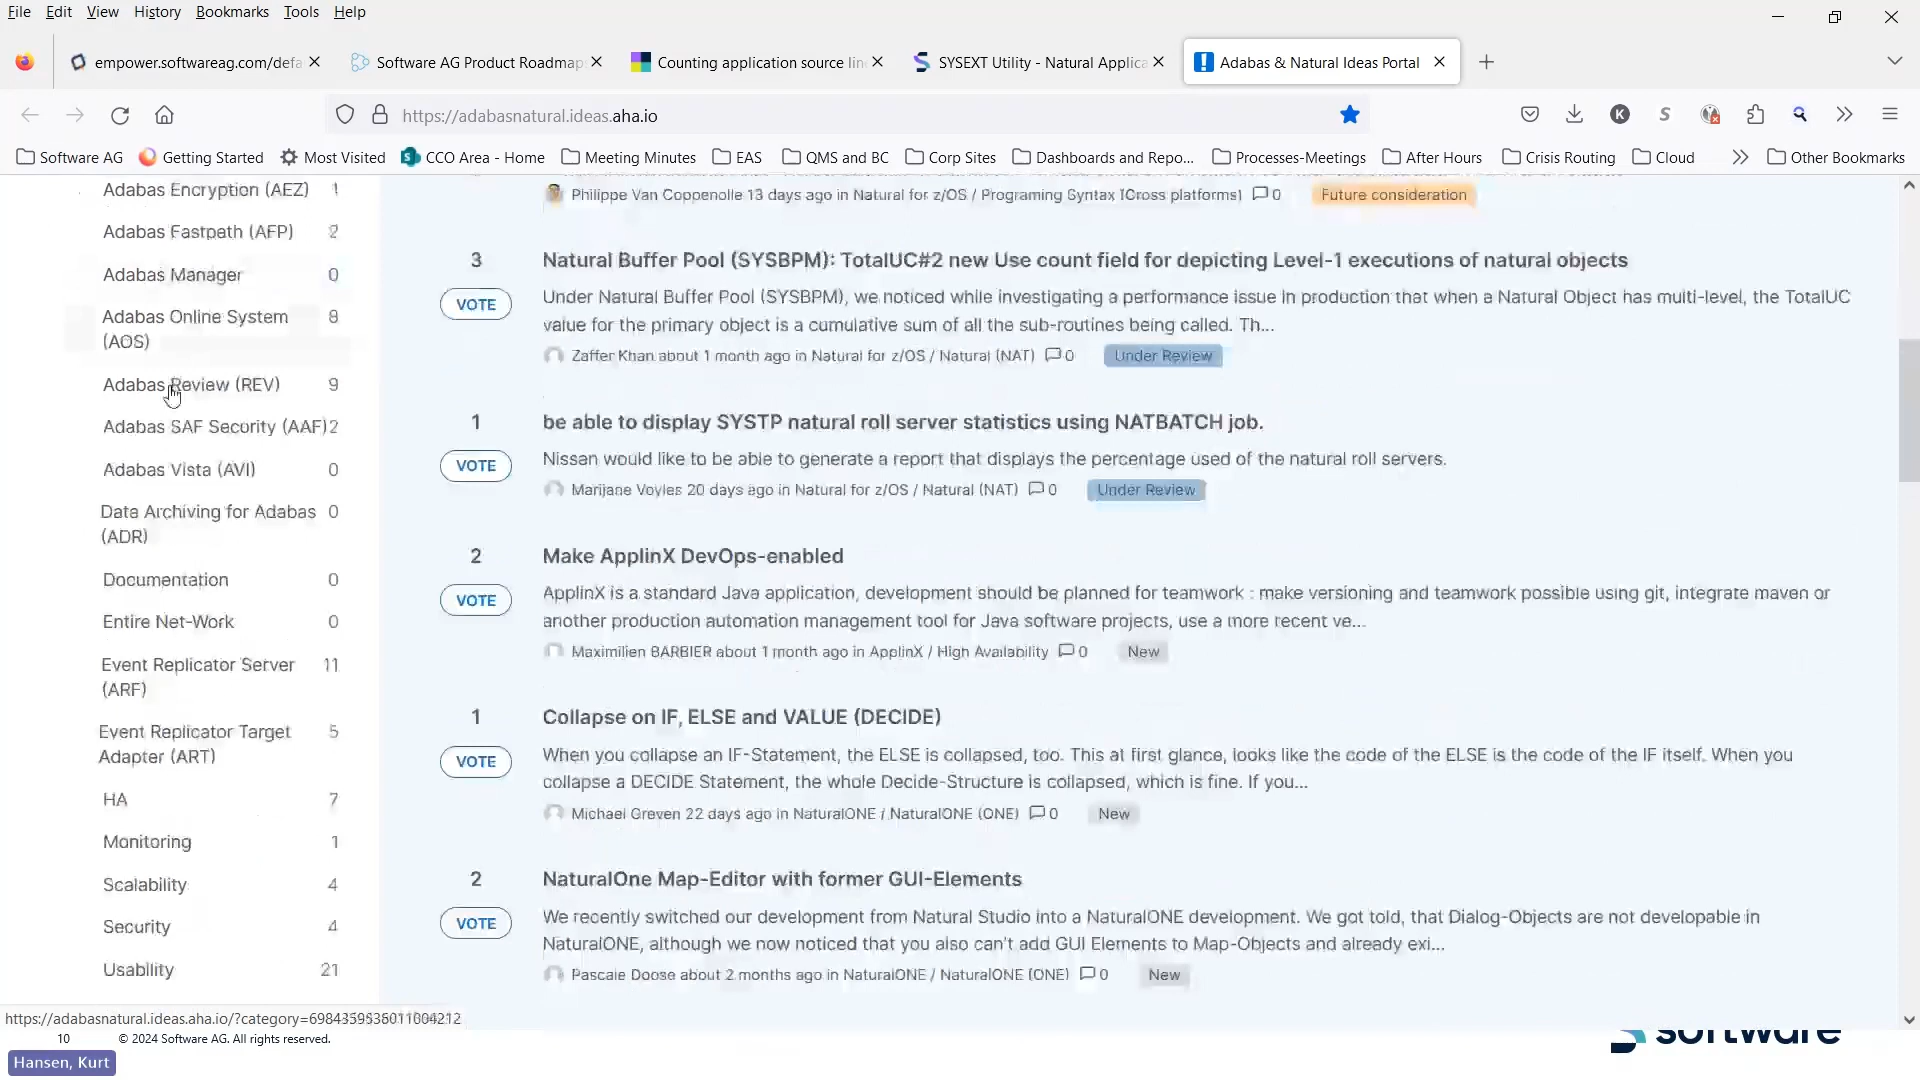 File Edit View History Bookmarks Tools Help
empower.softwareag.com/defa
Software AG Product Roadmap
Counting application source lin
SYSEXT Utility - Natural Applica
Adabas & Natural Ideas Portal
https://adabasnatural.ideas.aha.io
Software AG Getting Started Most Visited CCO Area - Home Meeting Minutes EAS QMS and BC Corp Sites Dashboards and Repo... Processes-Meetings After Hours Crisis Routing Cloud Other Bookmarks
Adabas Encryption (AEZ) 1
Adabas Fastpath (AFP) 2
Adabas Manager 0
Adabas Online System 8
(AOS)
Adabas Review (REV) 9
Adabas SAF Security (AAF) 2
Adabas Vista (AVI) 0
Data Archiving for Adabas 0
(ADR)
Documentation 0
Entire Net-Work 0
Event Replicator Server 11
(ARF)
Event Replicator Target 5
Adapter (ART)
HA 7
Monitoring 1
Scalability 4
Security 4
Usability 21
Philippe Van Coppenolle 13 days ago in Natural for z/OS / Programing Syntax (Cross platforms) 0 Future consideration
3 Natural Buffer Pool (SYSBPM): TotalUC#2 new Use count field for depicting Level-1 executions of natural objects
VOTE Under Natural Buffer Pool (SYSBPM), we noticed while investigating a performance issue in production that when a Natural Object has multi-level, the TotalUC
value for the primary object is a cumulative sum of all the sub-routines being called. Th...
Zaffer Khan about 1 month ago in Natural for z/OS / Natural (NAT) 0 Under Review
1 be able to display SYSTP natural roll server statistics using NATBATCH job.
VOTE Nissan would like to be able to generate a report that displays the percentage used of the natural roll servers.
Marijane Voyles 20 days ago in Natural for z/OS / Natural (NAT) 0 Under Review
2 Make ApplinX DevOps-enabled
VOTE ApplinX is a standard Java application, development should be planned for teamwork : make versioning and teamwork possible using git, integrate maven or
another production automation management tool for Java software projects, use a more recent ve...
Maximilien BARBIER about 1 month ago in ApplinX / High Availability 0 New
1 Collapse on IF, ELSE and VALUE (DECIDE)
VOTE When you collapse an IF-Statement, the ELSE is collapsed, too. This at first glance, looks like the code of the ELSE is the code of the IF itself. When you
collapse a DECIDE Statement, the whole Decide-Structure is collapsed, which is fine. If you...
Michael Greven 22 days ago in NaturalONE / NaturalONE (ONE) 0 New
2 NaturalOne Map-Editor with former GUI-Elements
VOTE We recently switched our development from Natural Studio into a NaturalONE development. We got told, that Dialog-Objects are not developable in
NaturalONE, although we now noticed that you also can't add GUI Elements to Map-Objects and already exi...
Pascale Doose about 2 months ago in NaturalONE / NaturalONE (ONE) 0 New
https://adabasnatural.ideas.aha.io/?category=6984359536011004212
10 © 2024 Software AG. All rights reserved.
software
Hansen, Kurt